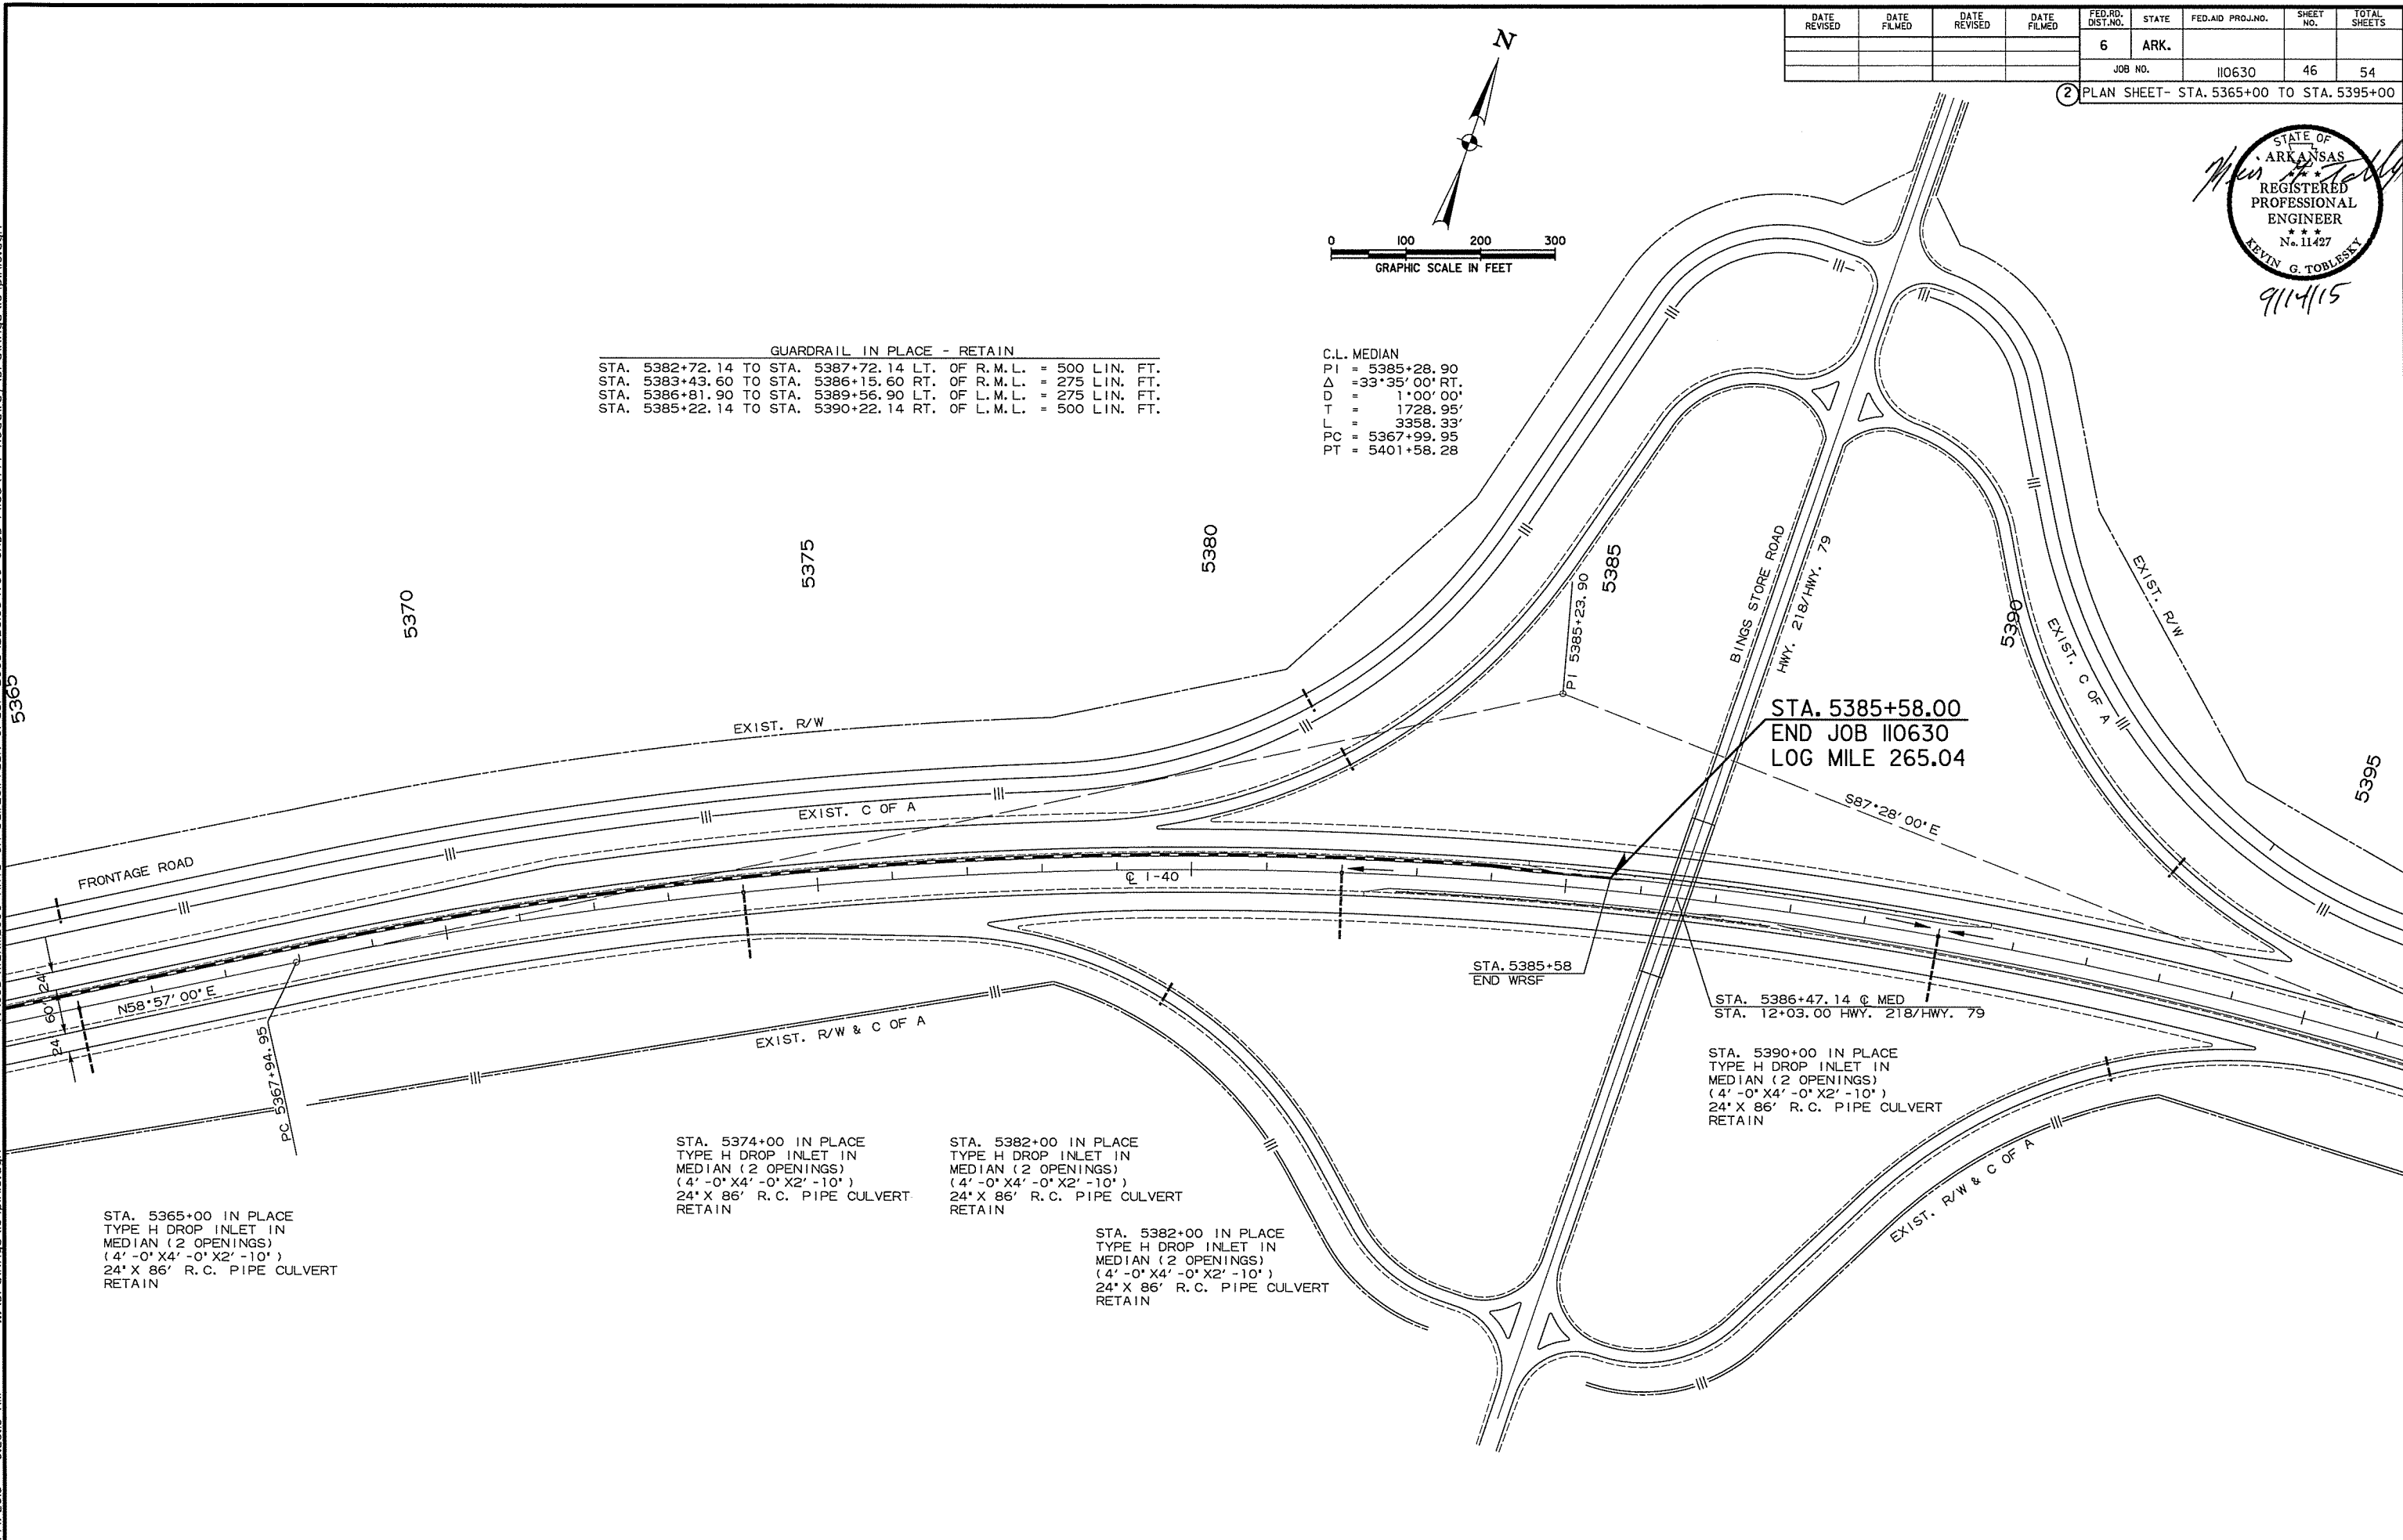 DATE REVISED
DATE FILMED
DATE REVISED
DATE FILMED
FED.RD. DIST.NO.
STATE
FED.AID PROJ.NO.
SHEET NO.
TOTAL SHEETS
6
ARK.
JOB NO.
110630
46
54
2
PLAN SHEET- STA. 5365+00 TO STA. 5395+00
STATE OF
ARKANSAS
★ ★ ★
REGISTERED
PROFESSIONAL
ENGINEER
★ ★ ★
No. 11427
KEVIN G. TOBLESKY
9/14/15
N
0 100 200 300
GRAPHIC SCALE IN FEET
GUARDRAIL IN PLACE - RETAIN
STA. 5382+72.14 TO STA. 5387+72.14 LT. OF R.M.L. = 500 LIN. FT.
STA. 5383+43.60 TO STA. 5386+15.60 RT. OF R.M.L. = 275 LIN. FT.
STA. 5386+81.90 TO STA. 5389+56.90 LT. OF L.M.L. = 275 LIN. FT.
STA. 5385+22.14 TO STA. 5390+22.14 RT. OF L.M.L. = 500 LIN. FT.
C.L. MEDIAN
PI = 5385+28.90
Δ =33°35'00" RT.
D = 1°00'00"
T = 1728.95'
L = 3358.33'
PC = 5367+99.95
PT = 5401+58.28
5365
5370
5375
5380
5385
5390
5395
PI 5385+23.90
BINGS STORE ROAD
HWY. 218/HWY. 79
EXIST. R/W
EXIST. C OF A
STA. 5385+58.00
END JOB 110630
LOG MILE 265.04
S87°28'00"E
EXIST. R/W
EXIST. C OF A
FRONTAGE ROAD
℄ I-40
24'
60'
24'
N58°57'00"E
PC 5367+94.95
EXIST. R/W & C OF A
STA. 5385+58
END WRSF
STA. 5386+47.14 ℄ MED
STA. 12+03.00 HWY. 218/HWY. 79
STA. 5390+00 IN PLACE
TYPE H DROP INLET IN
MEDIAN (2 OPENINGS)
(4'-0"X4'-0"X2'-10")
24"X 86' R.C. PIPE CULVERT
RETAIN
EXIST. R/W & C OF A
STA. 5374+00 IN PLACE
TYPE H DROP INLET IN
MEDIAN (2 OPENINGS)
(4'-0"X4'-0"X2'-10")
24"X 86' R.C. PIPE CULVERT
RETAIN
STA. 5382+00 IN PLACE
TYPE H DROP INLET IN
MEDIAN (2 OPENINGS)
(4'-0"X4'-0"X2'-10")
24"X 86' R.C. PIPE CULVERT
RETAIN
STA. 5365+00 IN PLACE
TYPE H DROP INLET IN
MEDIAN (2 OPENINGS)
(4'-0"X4'-0"X2'-10")
24"X 86' R.C. PIPE CULVERT
RETAIN
STA. 5382+00 IN PLACE
TYPE H DROP INLET IN
MEDIAN (2 OPENINGS)
(4'-0"X4'-0"X2'-10")
24"X 86' R.C. PIPE CULVERT
RETAIN